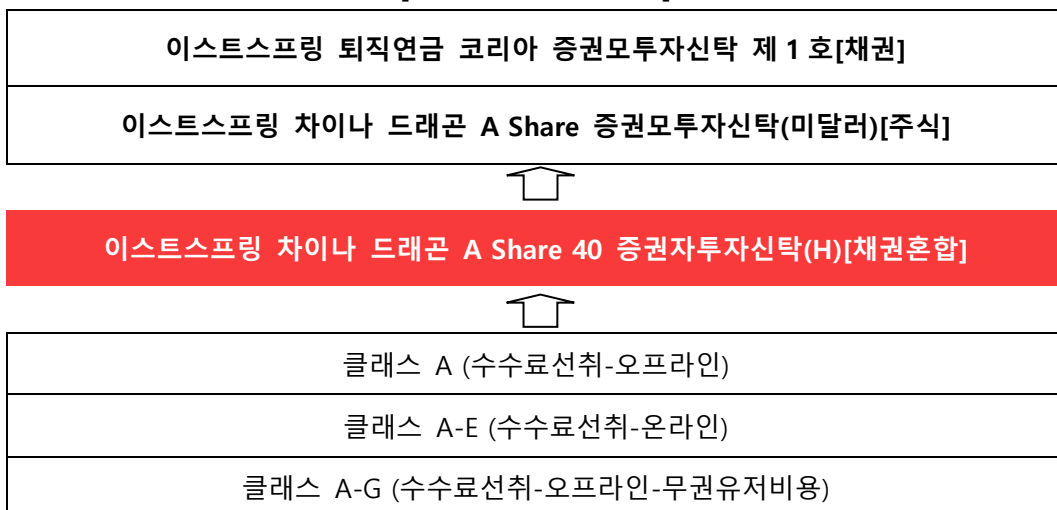 이스트스프링 퇴직연금 코리아 증권모투자신탁 제 1 호[채권]
이스트스프링 차이나 드래곤 A Share 증권모투자신탁(미달러)[주식]
이스트스프링 차이나 드래곤 A Share 40 증권자투자신탁(H)[채권혼합]
클래스 A (수수료선취-오프라인)
클래스 A-E (수수료선취-온라인)
클래스 A-G (수수료선취-오프라인-무권유저비용)